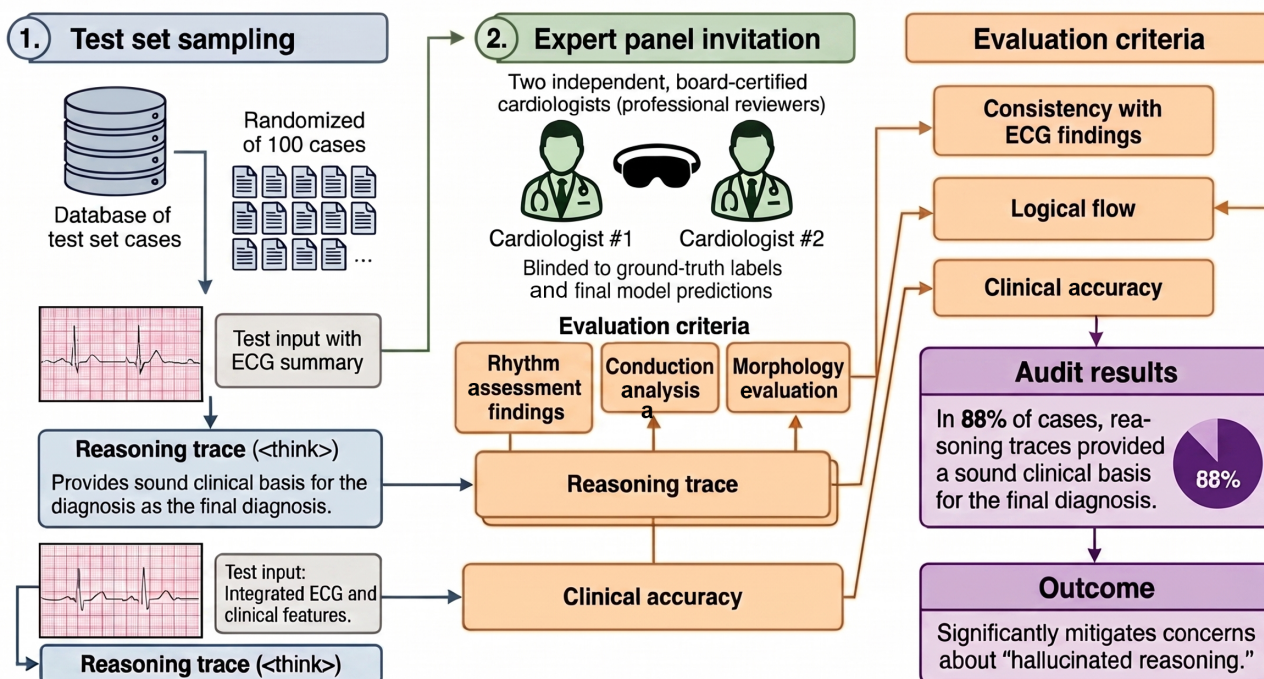 1. Test set sampling
Database of
test set cases
Randomized
of 100 cases
...
Test input with
ECG summary
Reasoning trace (<think>)
Provides sound clinical basis for the
diagnosis as the final diagnosis.
Test input:
Integrated ECG and
clinical features.
Reasoning trace (<think>)
2. Expert panel invitation
Two independent, board-certified
cardiologists (professional reviewers)
Cardiologist #1
Cardiologist #2
Blinded to ground-truth labels
and final model predictions
Evaluation criteria
Rhythm
assessment
findings
Conduction
analysis
a
Morphology
evaluation
Reasoning trace
Clinical accuracy
Evaluation criteria
Consistency with
ECG findings
Logical flow
Clinical accuracy
Audit results
In 88% of cases, rea-
soning traces provided
a sound clinical basis
for the final diagnosis.
88%
Outcome
Significantly mitigates concerns
about “hallucinated reasoning.”